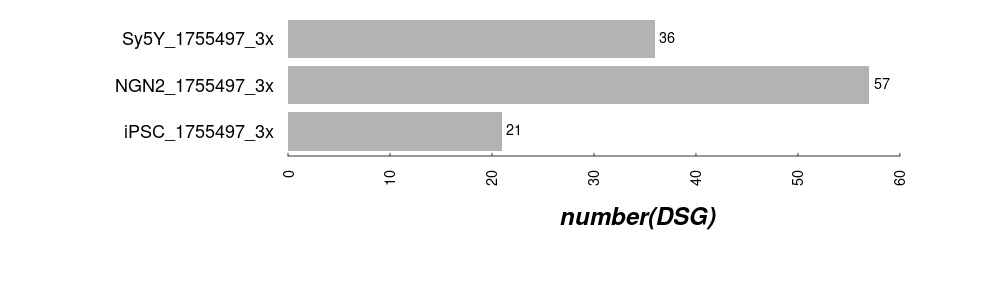 Sy5Y_1755497_3x 36
NGN2_1755497_3x 57
iPSC_1755497_3x 21
0 10 20 30 40 50 60
number(DSG)